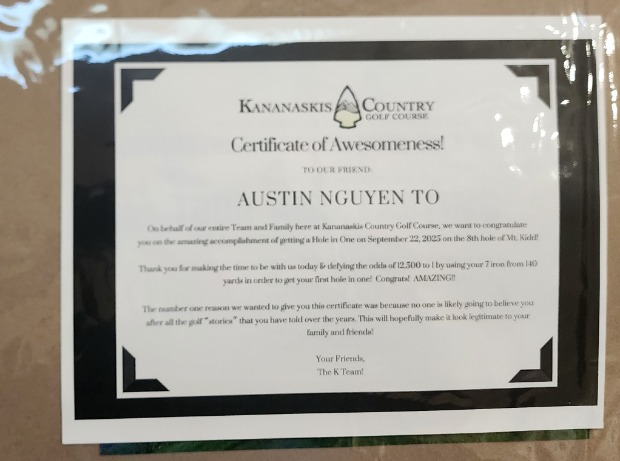 KANANASKIS COUNTRY
GOLF COURSE
Certificate of Awesomeness!
TO OUR FRIEND:
AUSTIN NGUYEN TO
On behalf of our entire Team and Family here at Kananaskis Country Golf Course, we want to congratulate
you on the amazing accomplishment of getting a Hole in One on September 22, 2025 on the 8th hole of Mt. Kidd!
Thank you for making the time to be with us today & defying the odds of 12,500 to 1 by using your 7 iron from 140
yards in order to get your first hole in one! Congrats! AMAZING!!
The number one reason we wanted to give you this certificate was because no one is likely going to believe you
after all the golf "stories" that you have told over the years. This will hopefully make it look legitimate to your
family and friends!
Your Friends,
The K Team!